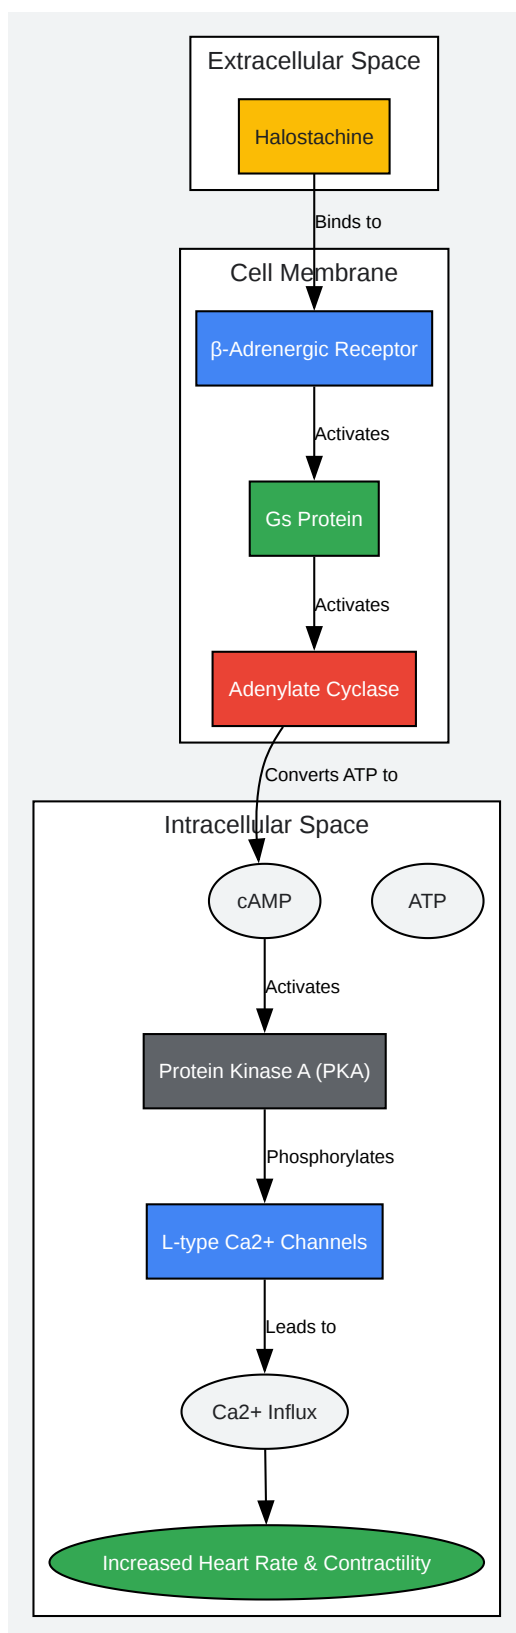 Extracellular Space
Halostachine
Binds to
Cell Membrane
β-Adrenergic Receptor
Activates
Gs Protein
Activates
Adenylate Cyclase
Converts ATP to
Intracellular Space
cAMP
ATP
Activates
Protein Kinase A (PKA)
Phosphorylates
L-type Ca2+ Channels
Leads to
Ca2+ Influx
Increased Heart Rate & Contractility